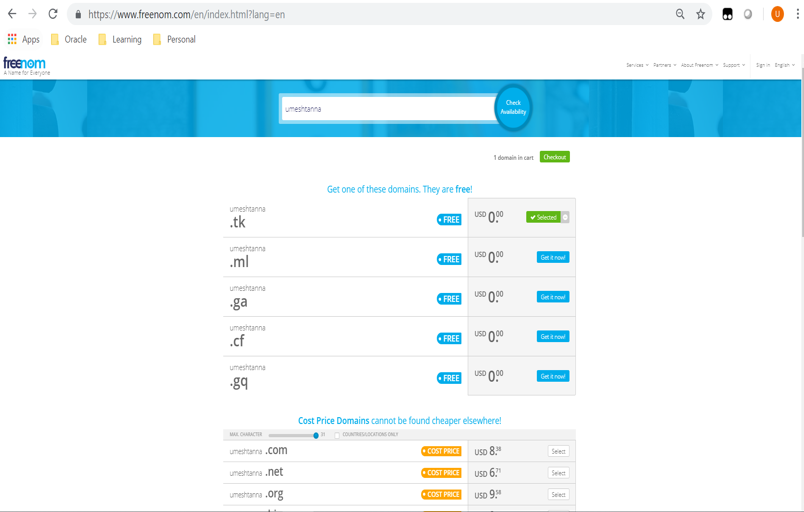 https://www.freenom.com/en/index.html?lang=en
U
Apps Oracle Learning Personal
freenom
A Name for Everyone
Services Partners About Freenom Support Sign in English
umeshtanna
Check
Availability
1 domain in cart Checkout
Get one of these domains. They are free!
umeshtanna
.tk
FREE
USD 0.00
Selected
umeshtanna
.ml
FREE
USD 0.00
Get it now!
umeshtanna
.ga
FREE
USD 0.00
Get it now!
umeshtanna
.cf
FREE
USD 0.00
Get it now!
umeshtanna
.gq
FREE
USD 0.00
Get it now!
Cost Price Domains cannot be found cheaper elsewhere!
MAX. CHARACTER COUNTRIES/LOCATIONS ONLY
umeshtanna .com COST PRICE USD 8.38 Select
umeshtanna .net COST PRICE USD 6.71 Select
umeshtanna .org COST PRICE USD 9.58 Select